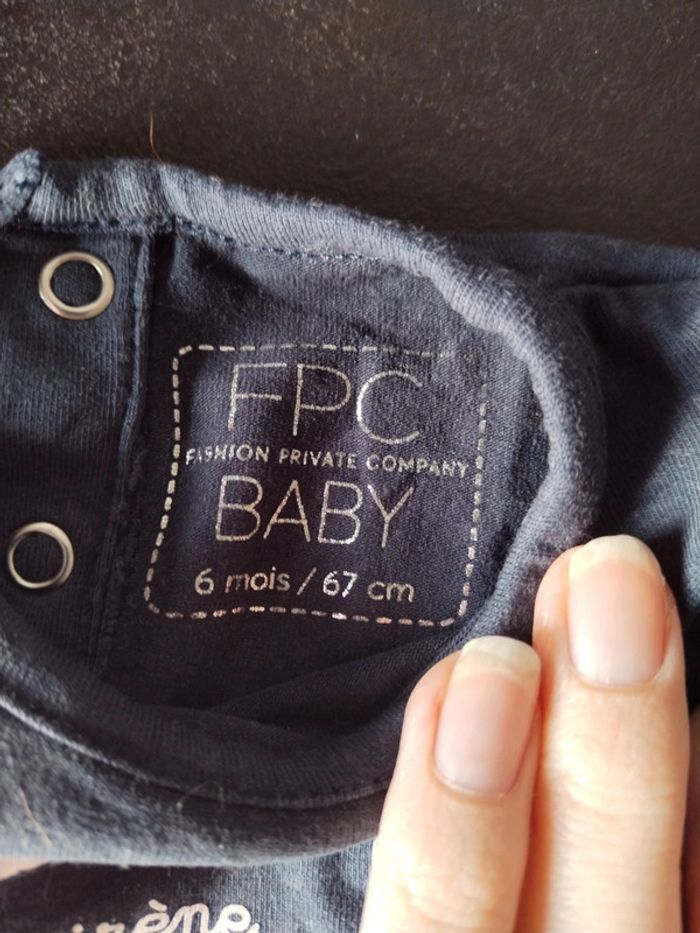 FPC
FASHION PRIVATE COMPANY
BABY
6 mois / 67 cm